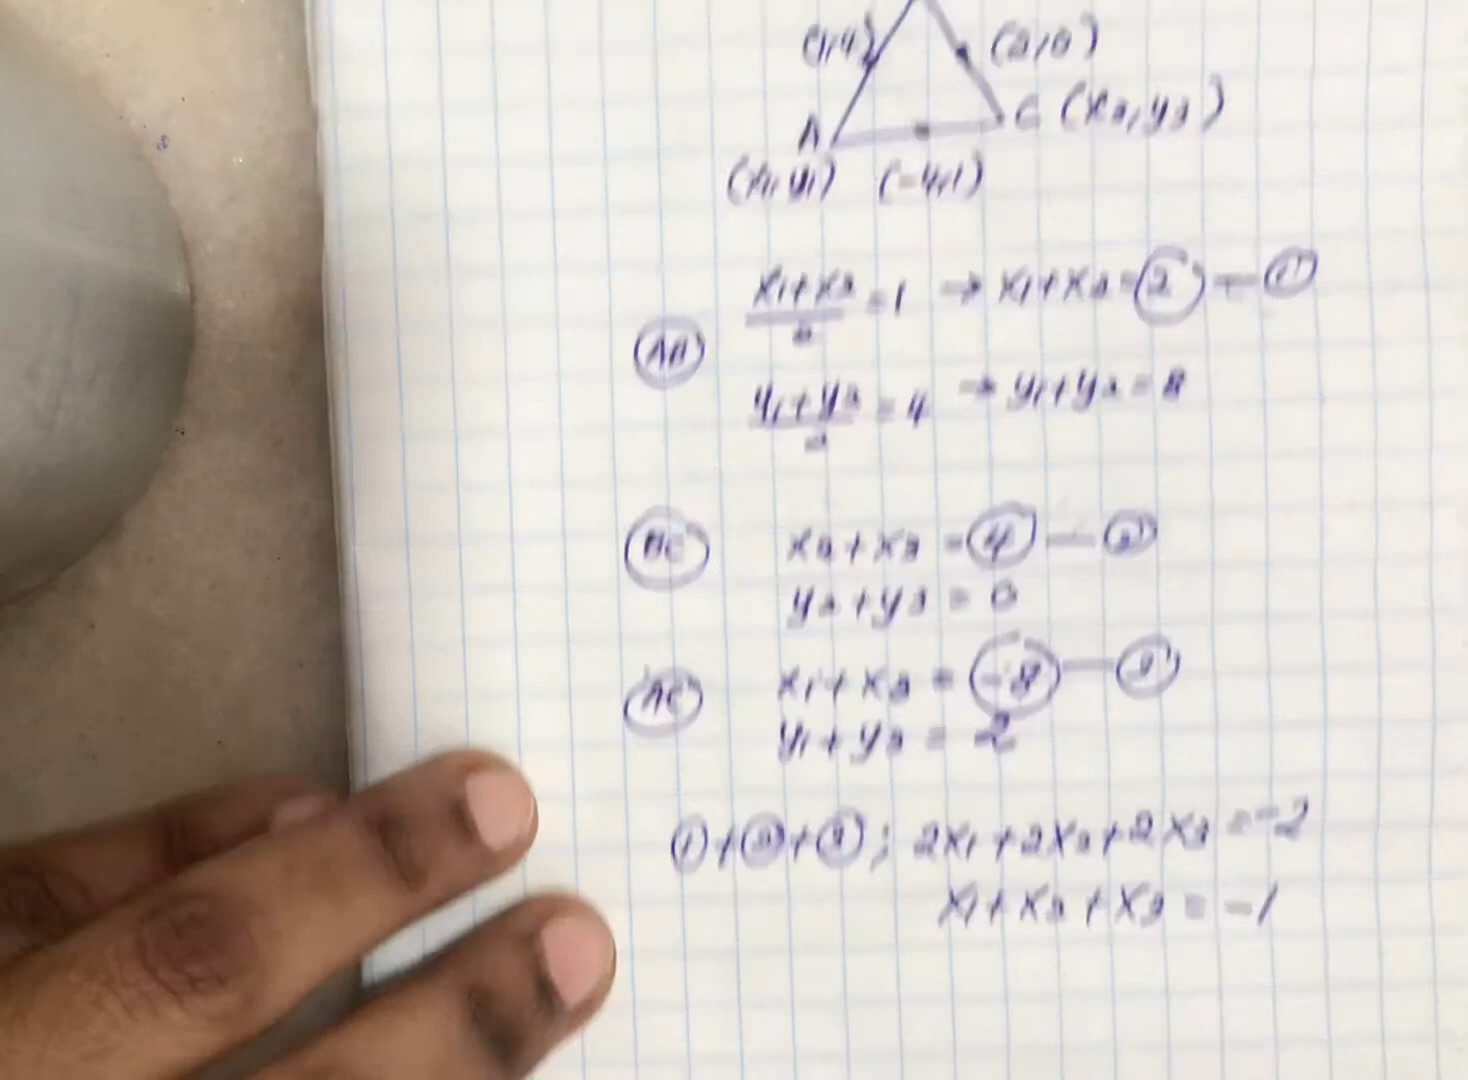 (1,4) (2,0)
A C (x3,y3)
(x1,y1) (-4,1)
x1+x2/2 = 1 → x1+x2 = 2 — 1
AB
y1+y2/2 = 4 → y1+y2 = 8
BC x2+x3 = 4 — 2
y2+y3 = 0
AC x1+x3 = -8 — 3
y1+y3 = -2
1+2+3; 2x1+2x2+2x3 = -2
x1+x2+x3 = -1